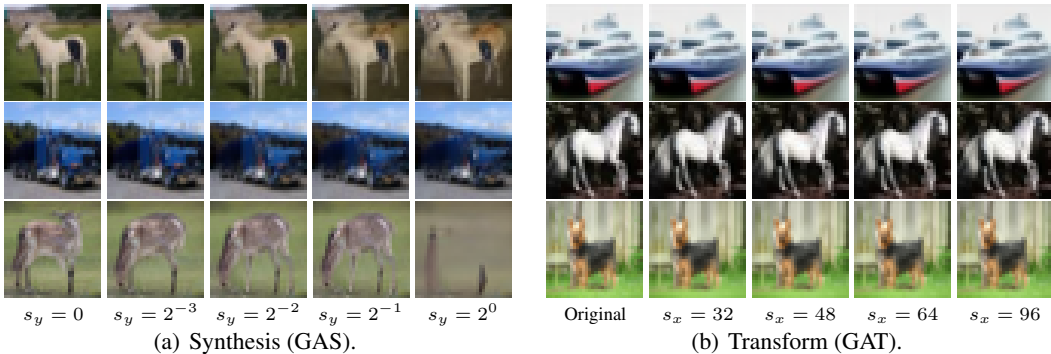 s_y = 0 s_y = 2^{-3} s_y = 2^{-2} s_y = 2^{-1} s_y = 2^0
(a) Synthesis (GAS).
Original s_x = 32 s_x = 48 s_x = 64 s_x = 96
(b) Transform (GAT).